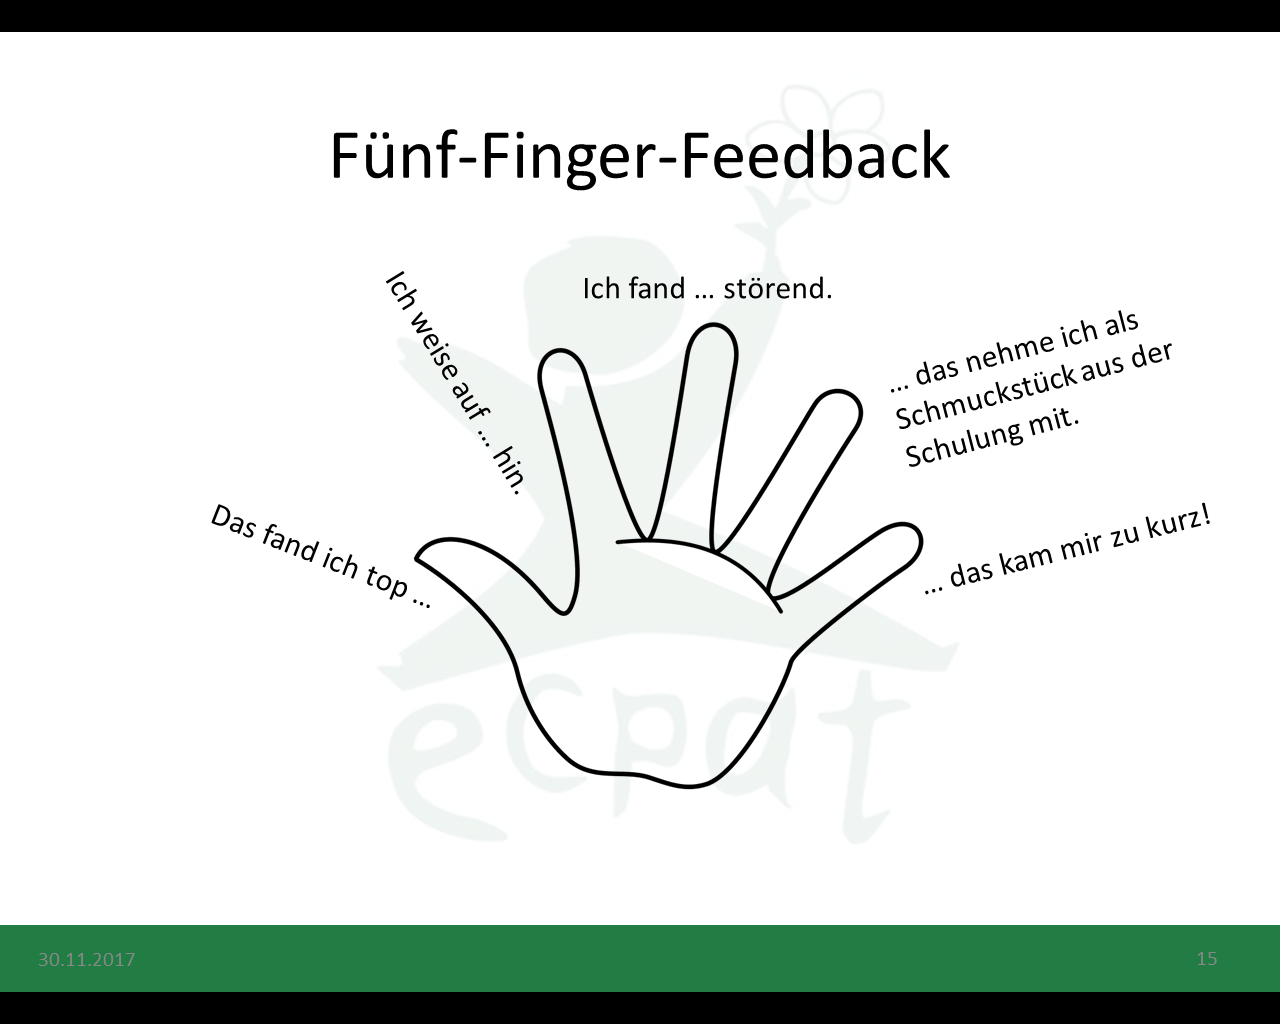 Fünf-Finger-Feedback
Ich fand ... störend.
Ich weise auf ... hin.
... das nehme ich als
Schmuckstück aus der
Schulung mit.
Das fand ich top ...
... das kam mir zu kurz!
ecpat
30.11.2017
15